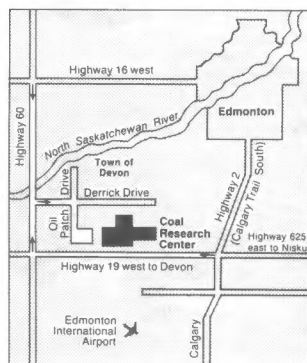 Highway 16 west
Edmonton
Highway 60
North Saskatchewan River
Town of
Devon
Oil
Patch
Drive
Derrick Drive
Coal
Research
Center
Highway 2
(Calgary Trail South)
Highway 625
east to Nisku
Highway 19 west to Devon
Edmonton
International
Airport
Calgary